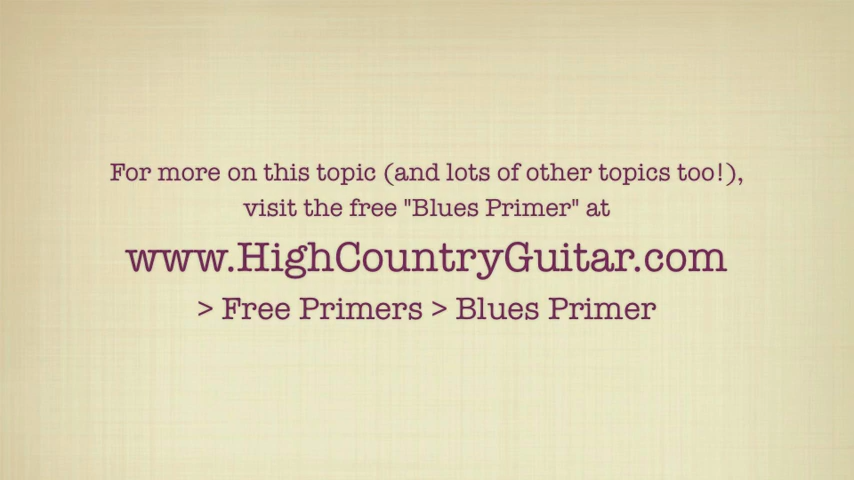 For more on this topic (and lots of other topics too!),
visit the free "Blues Primer" at
www.HighCountryGuitar.com
> Free Primers > Blues Primer